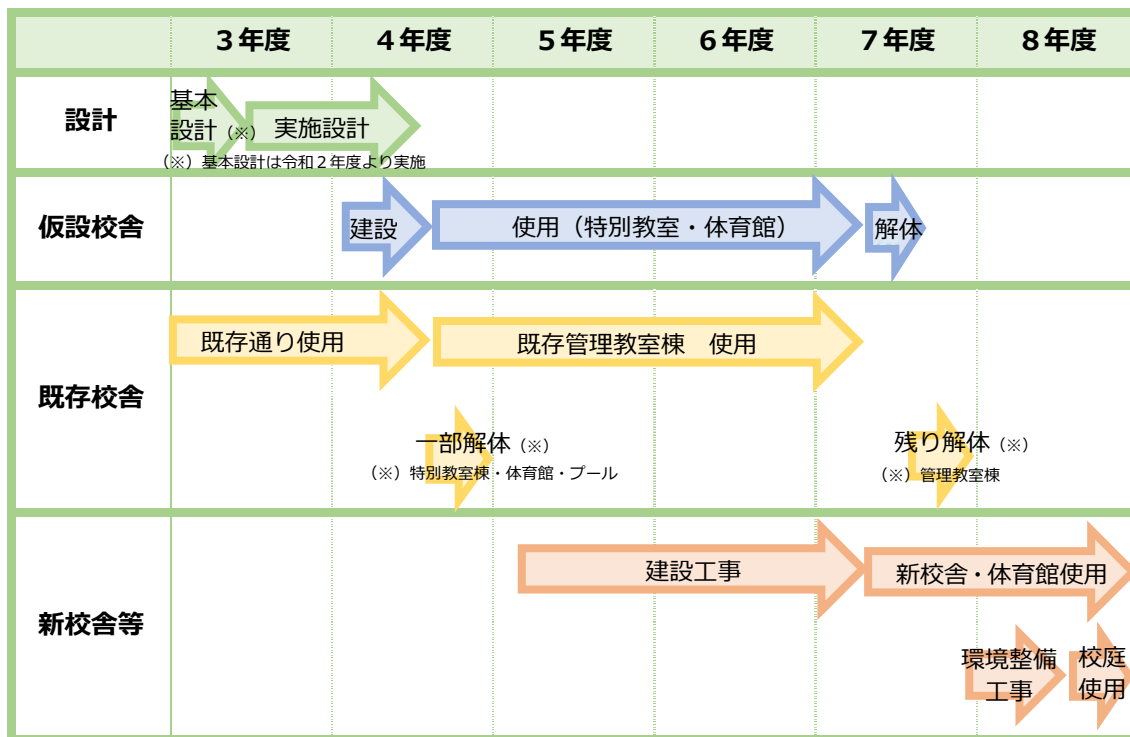 ３年度 ４年度 ５年度 ６年度 ７年度 ８年度
設計
基本
設計（※） 実施設計
（※）基本設計は令和２年度より実施
仮設校舎
建設 使用（特別教室・体育館） 解体
既存校舎
既存通り使用 既存管理教室棟　使用
一部解体（※） 残り解体（※）
（※）特別教室棟・体育館・プール （※）管理教室棟
新校舎等
建設工事 新校舎・体育館使用
環境整備 校庭
工事 使用